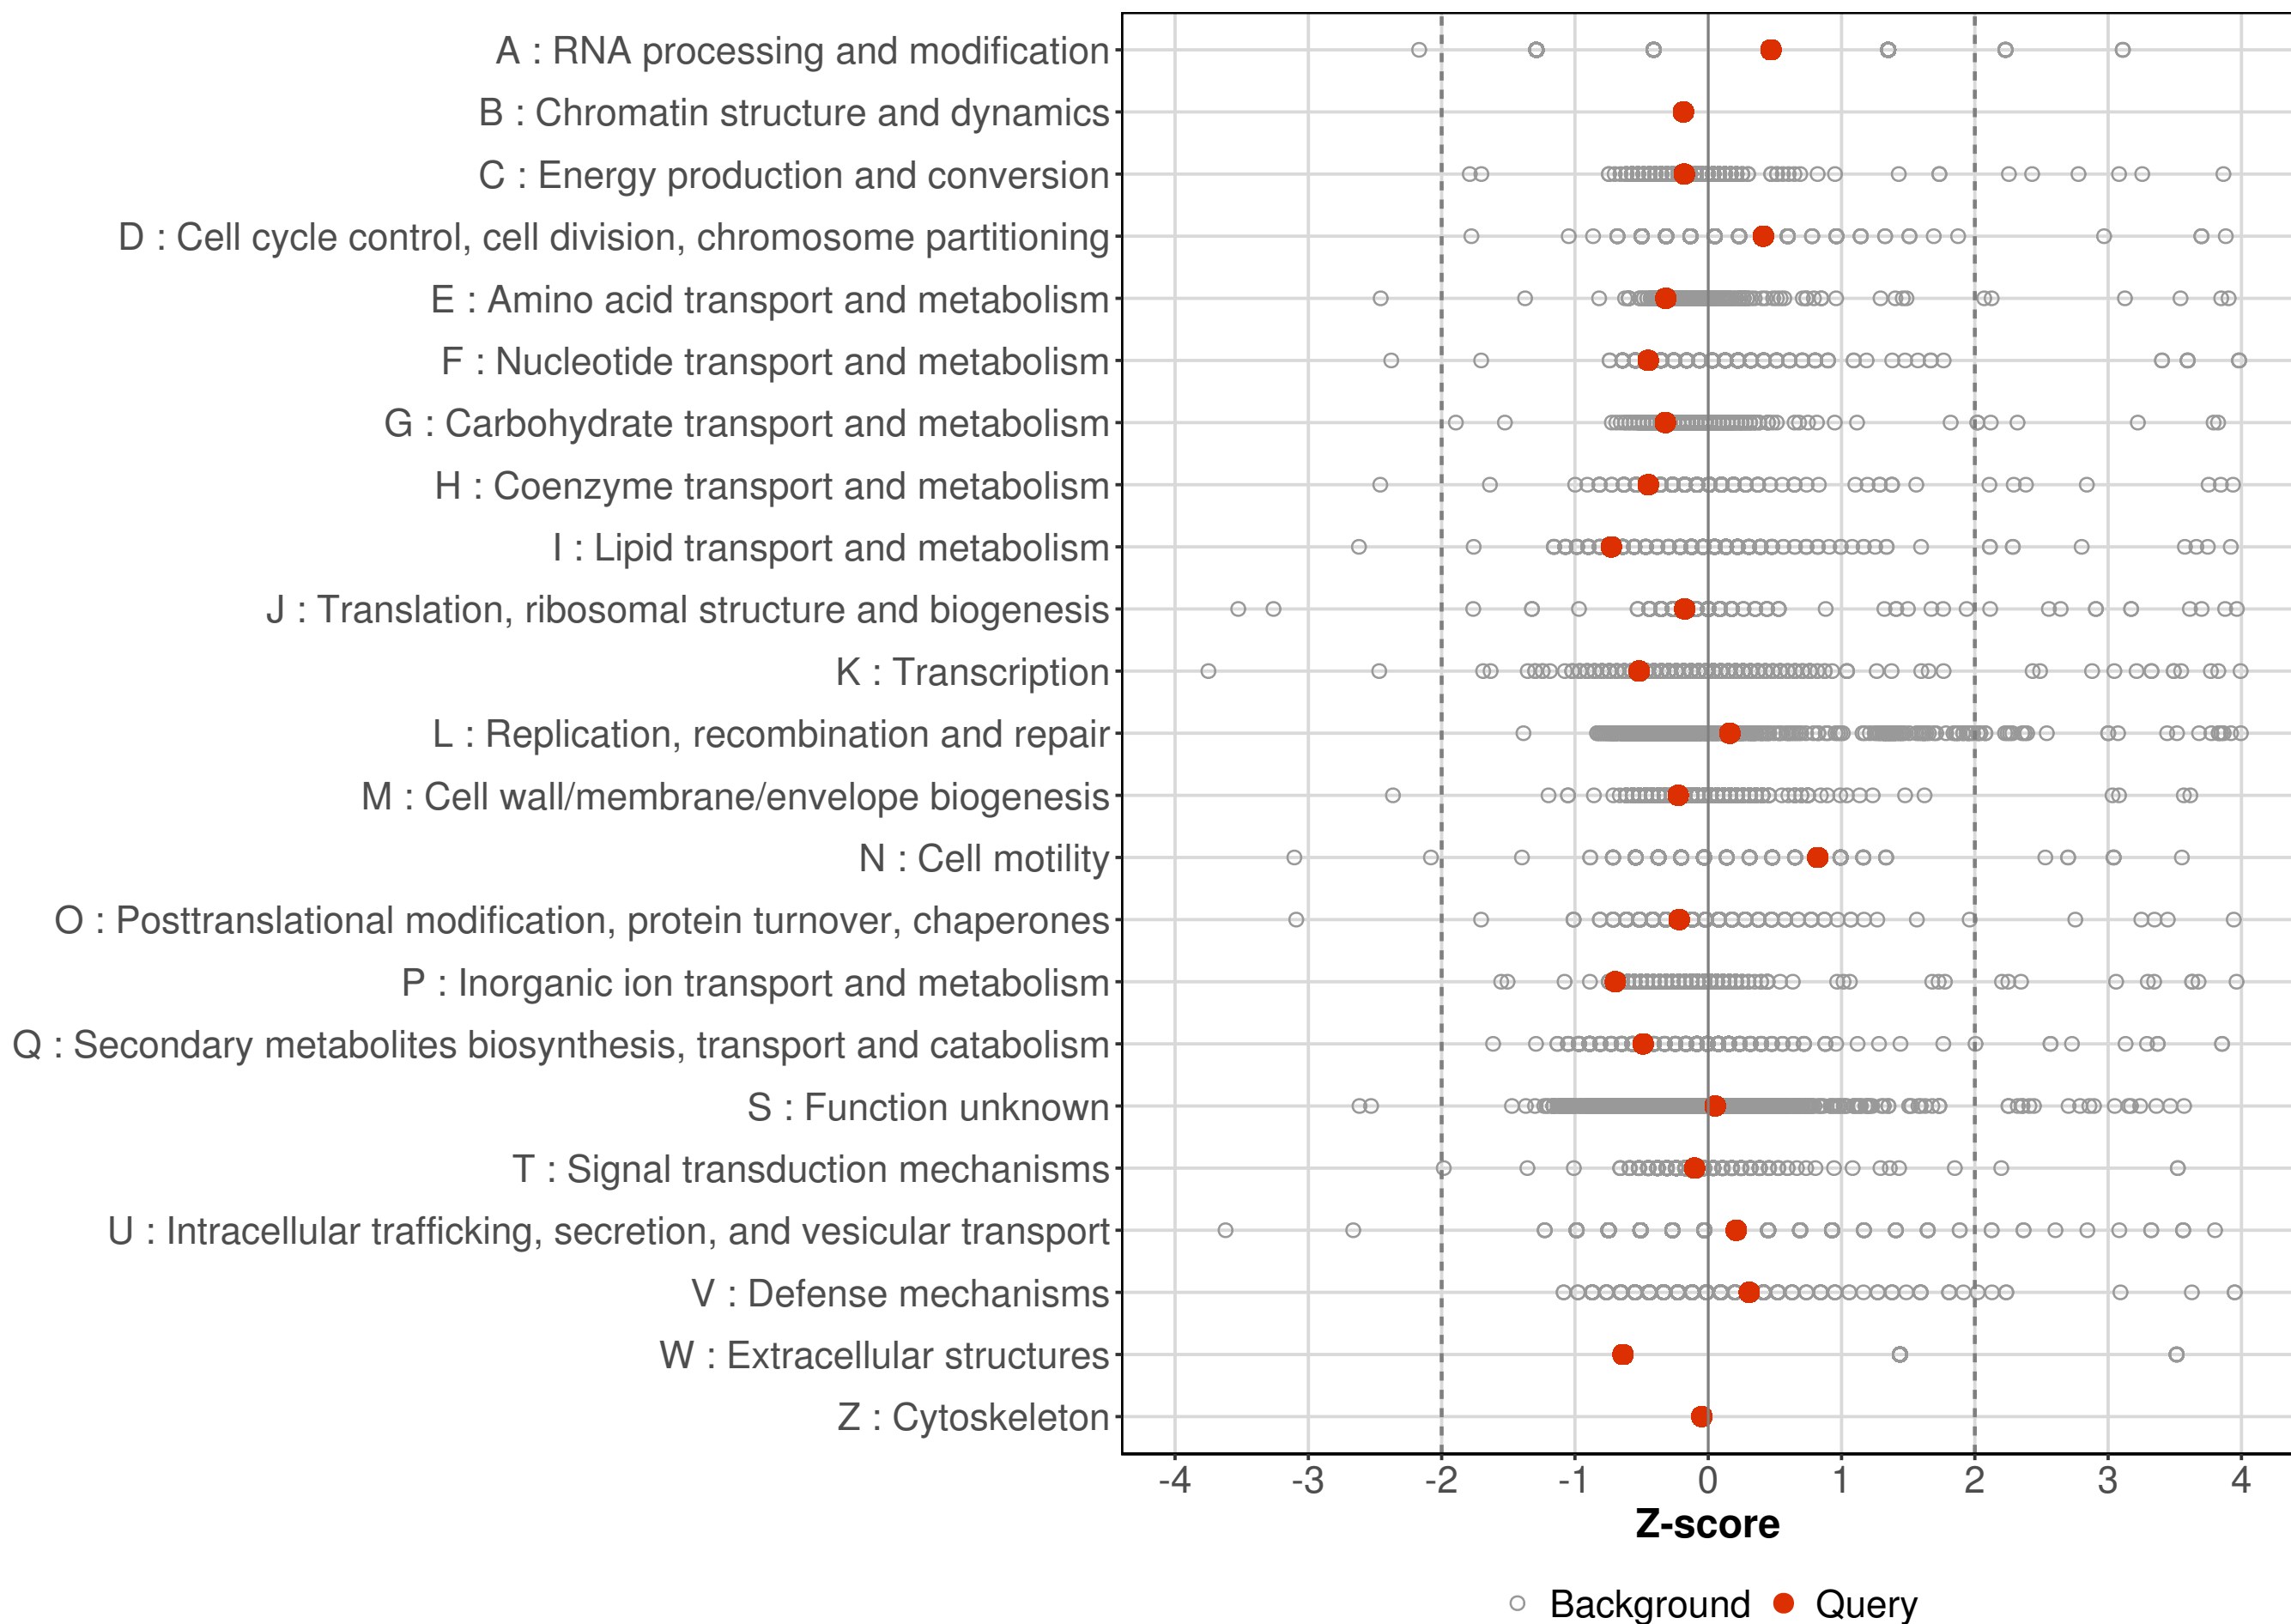 A : RNA processing and modification
B : Chromatin structure and dynamics
C : Energy production and conversion
D : Cell cycle control, cell division, chromosome partitioning
E : Amino acid transport and metabolism
F : Nucleotide transport and metabolism
G : Carbohydrate transport and metabolism
H : Coenzyme transport and metabolism
I : Lipid transport and metabolism
J : Translation, ribosomal structure and biogenesis
K : Transcription
L : Replication, recombination and repair
M : Cell wall/membrane/envelope biogenesis
N : Cell motility
O : Posttranslational modification, protein turnover, chaperones
P : Inorganic ion transport and metabolism
Q : Secondary metabolites biosynthesis, transport and catabolism
S : Function unknown
T : Signal transduction mechanisms
U : Intracellular trafficking, secretion, and vesicular transport
V : Defense mechanisms
W : Extracellular structures
Z : Cytoskeleton
-4 -3 -2 -1 0 1 2 3 4
Z-score
Background Query